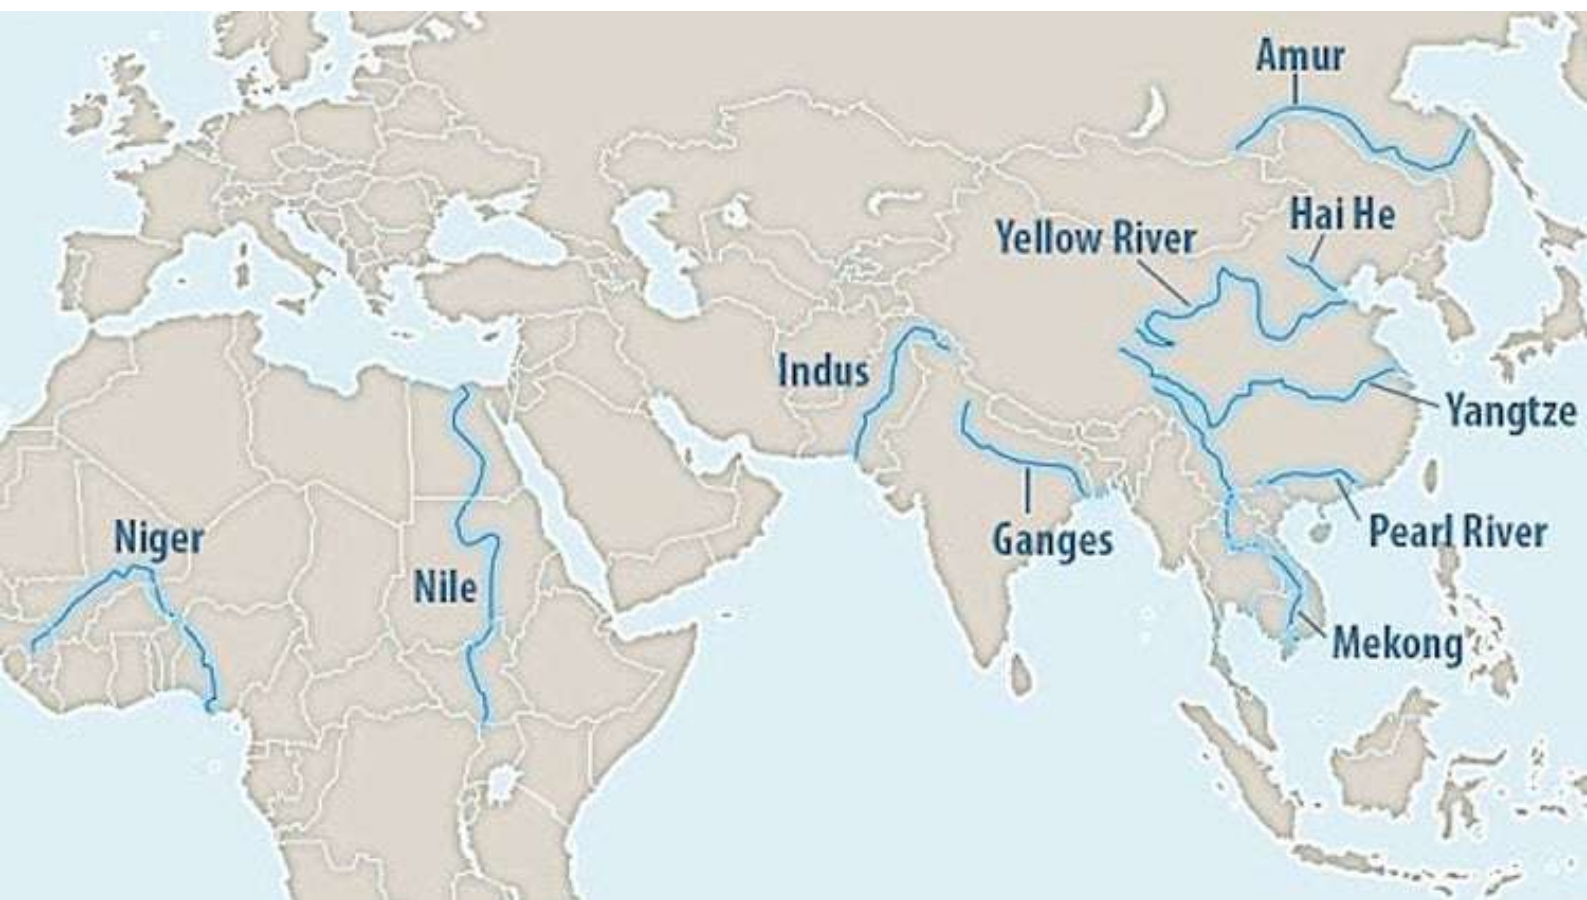 Amur
Hai He
Yellow River
Indus
Yangtze
Niger
Ganges
Pearl River
Nile
Mekong